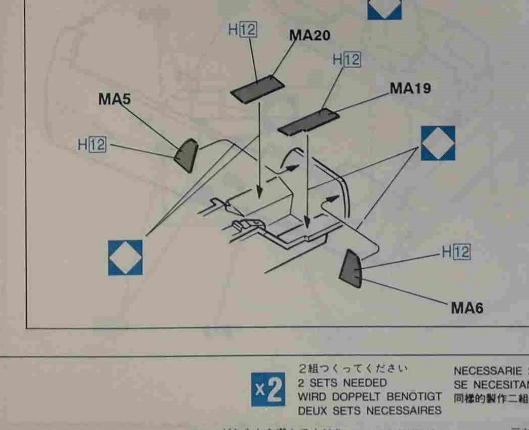 H12
MA20
H12
MA5
MA19
H12
H12
MA6
x2
2組つくってください
2 SETS NEEDED
WIRD DOPPELT BENÖTIGT
DEUX SETS NECESSAIRES
NECESSARIE
SE NECESITAN
同樣的製作二組